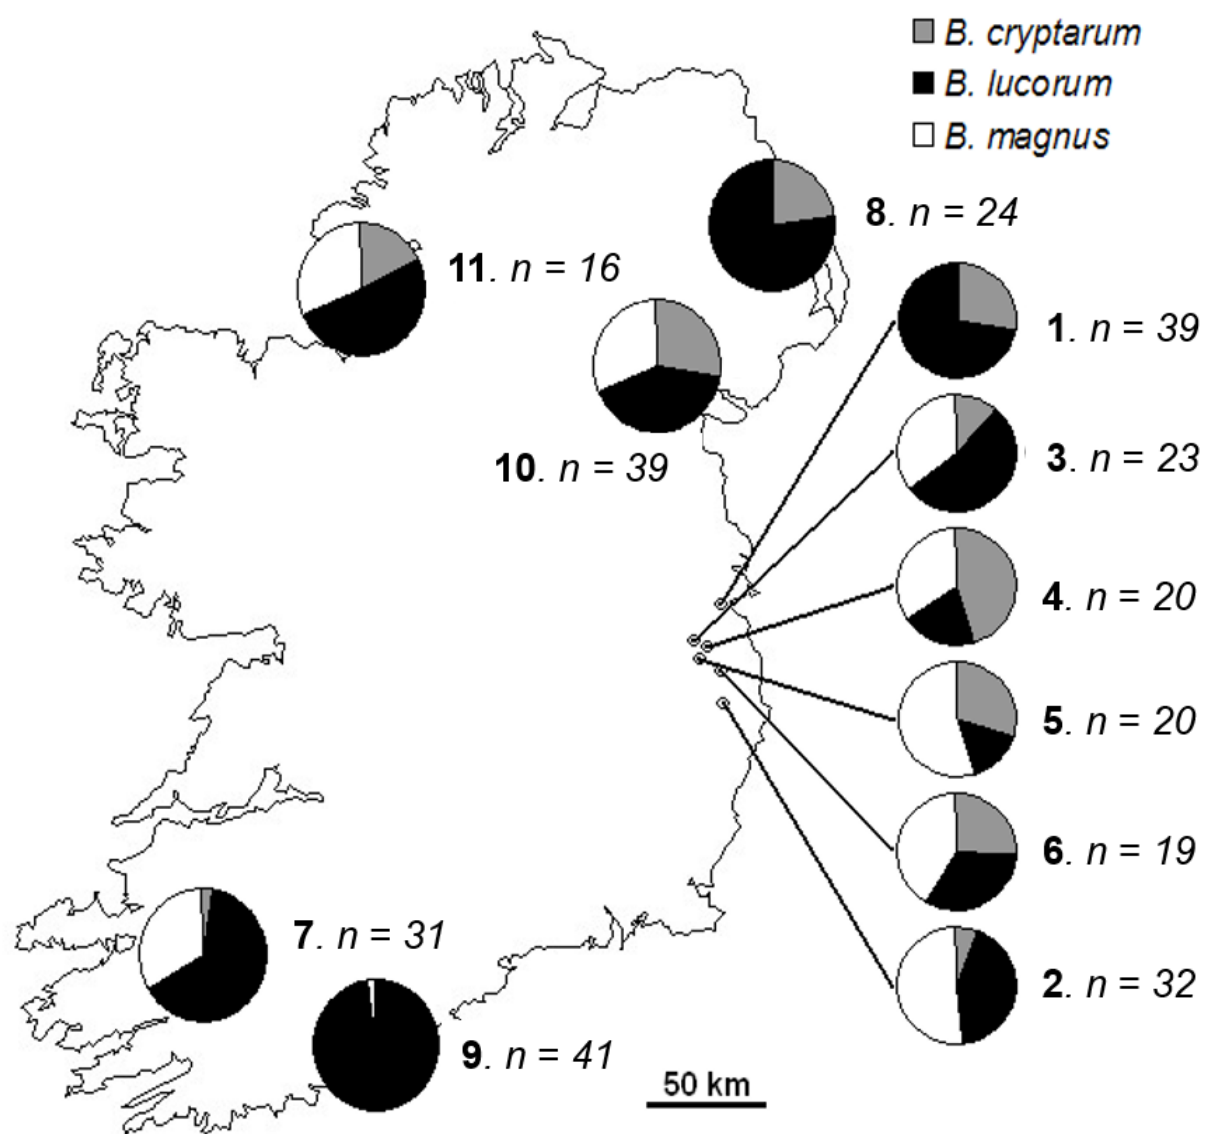 B. cryptarum
B. lucorum
B. magnus
8. n = 24
11. n = 16
1. n = 39
3. n = 23
10. n = 39
4. n = 20
5. n = 20
6. n = 19
7. n = 31
2. n = 32
9. n = 41
50 km